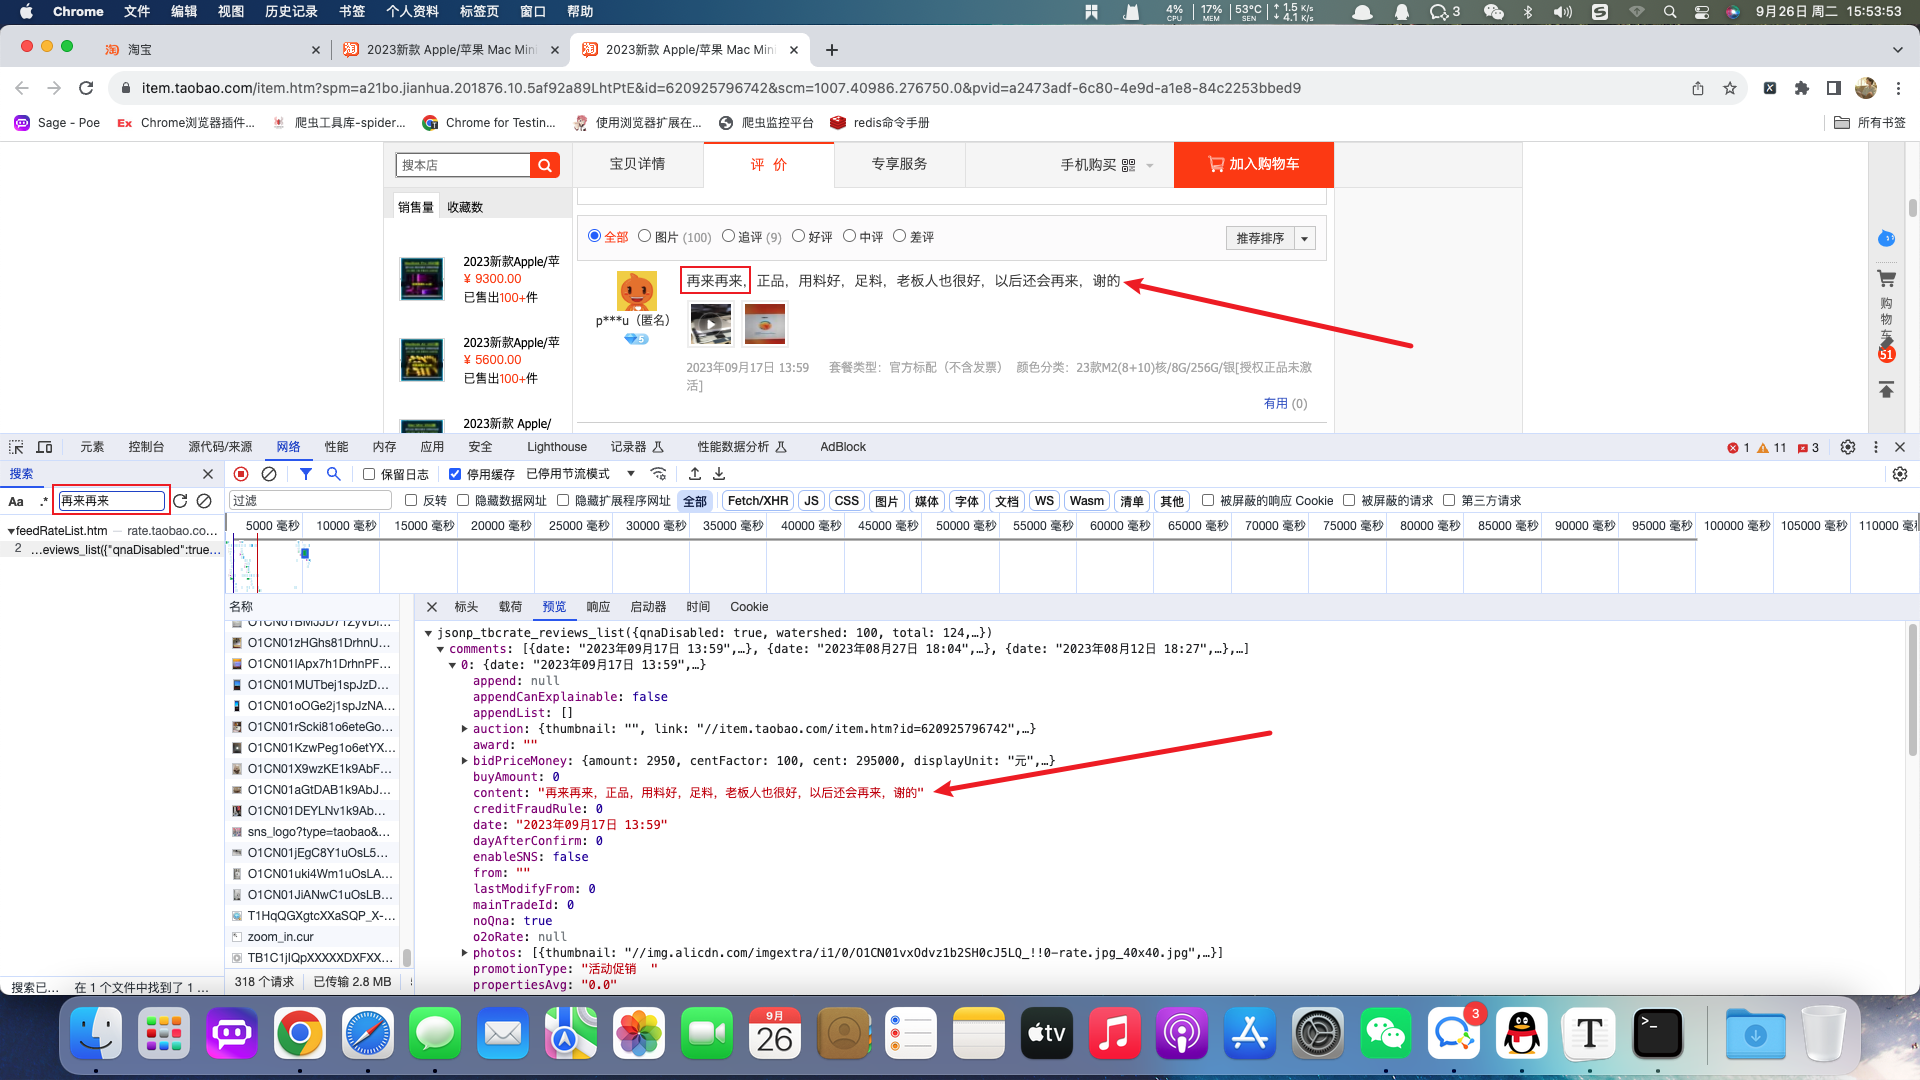 Chrome 文件 编辑 视图 历史记录 书签 个人资料 标签页 窗口 帮助
4% CPU 17% MEM 53°C SEN ↑ 1.5 K/s ↓ 4.1 K/s 3 9月26日 周二 15:53:53
淘宝
2023新款 Apple/苹果 Mac Mini
2023新款 Apple/苹果 Mac Mini
item.taobao.com/item.htm?spm=a21bo.jianhua.201876.10.5af92a89LhtPtE&id=620925796742&scm=1007.40986.276750.0&pvid=a2473adf-6c80-4e9d-a1e8-84c2253bbed9
Sage - Poe Chrome浏览器插件... 爬虫工具库-spider... Chrome for Testin... 使用浏览器扩展在... 爬虫监控平台 redis命令手册 所有书签
搜本店 宝贝详情 评 价 专享服务 手机购买 加入购物车
销售量 收藏数
2023新款Apple/苹
¥ 9300.00
已售出100+件
2023新款Apple/苹
¥ 5600.00
已售出100+件
2023新款 Apple/
全部 图片 (100) 追评 (9) 好评 中评 差评 推荐排序
再来再来，正品，用料好，足料，老板人也很好，以后还会再来，谢的
p***u（匿名）
5
2023年09月17日 13:59 套餐类型：官方标配（不含发票） 颜色分类：23款M2(8+10)核/8G/256G/银[授权正品未激
活]
有用 (0)
购物车
51
元素 控制台 源代码/来源 网络 性能 内存 应用 安全 Lighthouse 记录器 性能数据分析 AdBlock 1 11 3
搜索 保留日志 停用缓存 已停用节流模式
Aa .* 再来再来
过滤 反转 隐藏数据网址 隐藏扩展程序网址 全部 Fetch/XHR JS CSS 图片 媒体 字体 文档 WS Wasm 清单 其他 被屏蔽的响应 Cookie 被屏蔽的请求 第三方请求
5000 毫秒 10000 毫秒 15000 毫秒 20000 毫秒 25000 毫秒 30000 毫秒 35000 毫秒 40000 毫秒 45000 毫秒 50000 毫秒 55000 毫秒 60000 毫秒 65000 毫秒 70000 毫秒 75000 毫秒 80000 毫秒 85000 毫秒 90000 毫秒 95000 毫秒 100000 毫秒 105000 毫秒 110000 毫秒
feedRateList.htm — rate.taobao.co...
2 ...eviews_list({"qnaDisabled":true...
名称
O1CN01zHGhs81DrhnU...
O1CN01lApx7h1DrhnPF...
O1CN01MUTbej1spJzD...
O1CN01oOGe2j1spJzNA...
O1CN01rScki81o6eteGo...
O1CN01KzwPeg1o6etYX...
O1CN01X9wzKE1k9AbF...
O1CN01aGtDAB1k9AbJ...
O1CN01DEYLNv1k9Ab...
sns_logo?type=taobao&...
O1CN01jEgC8Y1uOsL5...
O1CN01uki4Wm1uOsLA...
O1CN01JiANwC1uOsLB...
T1HqQGXgtcXXaSQP_X-...
zoom_in.cur
TB1C1jIQpXXXXXDXFXX...
318 个请求 已传输 2.8 MB
搜索已... 在 1 个文件中找到了 1 ...
标头 载荷 预览 响应 启动器 时间 Cookie
jsonp_tbcrate_reviews_list({qnaDisabled: true, watershed: 100, total: 124,…})
comments: [{date: "2023年09月17日 13:59",…}, {date: "2023年08月27日 18:04",…}, {date: "2023年08月12日 18:27",…},…]
0: {date: "2023年09月17日 13:59",…}
append: null
appendCanExplainable: false
appendList: []
auction: {thumbnail: "", link: "//item.taobao.com/item.htm?id=620925796742",…}
award: ""
bidPriceMoney: {amount: 2950, centFactor: 100, cent: 295000, displayUnit: "元",…}
buyAmount: 0
content: "再来再来，正品，用料好，足料，老板人也很好，以后还会再来，谢的"
creditFraudRule: 0
date: "2023年09月17日 13:59"
dayAfterConfirm: 0
enableSNS: false
from: ""
lastModifyFrom: 0
mainTradeId: 0
noQna: true
o2oRate: null
photos: [{thumbnail: "//img.alicdn.com/imgextra/i1/0/O1CN01vxOdvz1b2SH0cJ5LQ_!!0-rate.jpg_40x40.jpg",…}]
promotionType: "活动促销 "
propertiesAvg: "0.0"
9月
26
tv
3
T